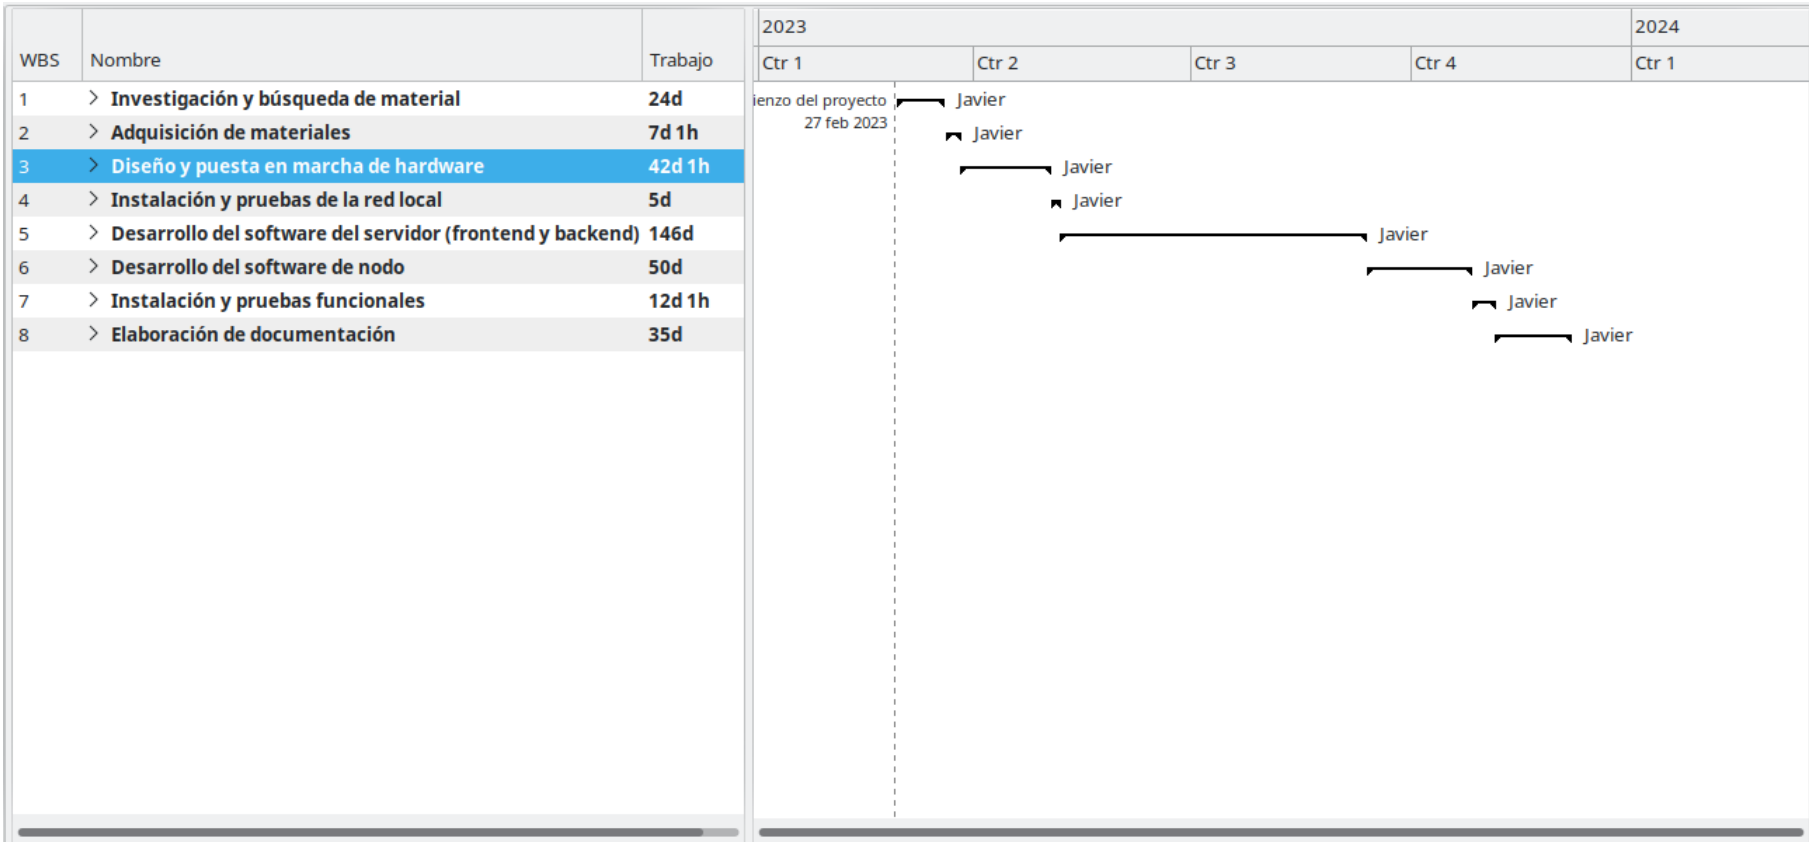 2023 2024
WBS Nombre Trabajo Ctr 1 Ctr 2 Ctr 3 Ctr 4 Ctr 1
1 Investigación y búsqueda de material 24d ienzo del proyecto Javier
27 feb 2023
2 Adquisición de materiales 7d 1h Javier
3 Diseño y puesta en marcha de hardware 42d 1h Javier
4 Instalación y pruebas de la red local 5d Javier
5 Desarrollo del software del servidor (frontend y backend) 146d Javier
6 Desarrollo del software de nodo 50d Javier
7 Instalación y pruebas funcionales 12d 1h Javier
8 Elaboración de documentación 35d Javier